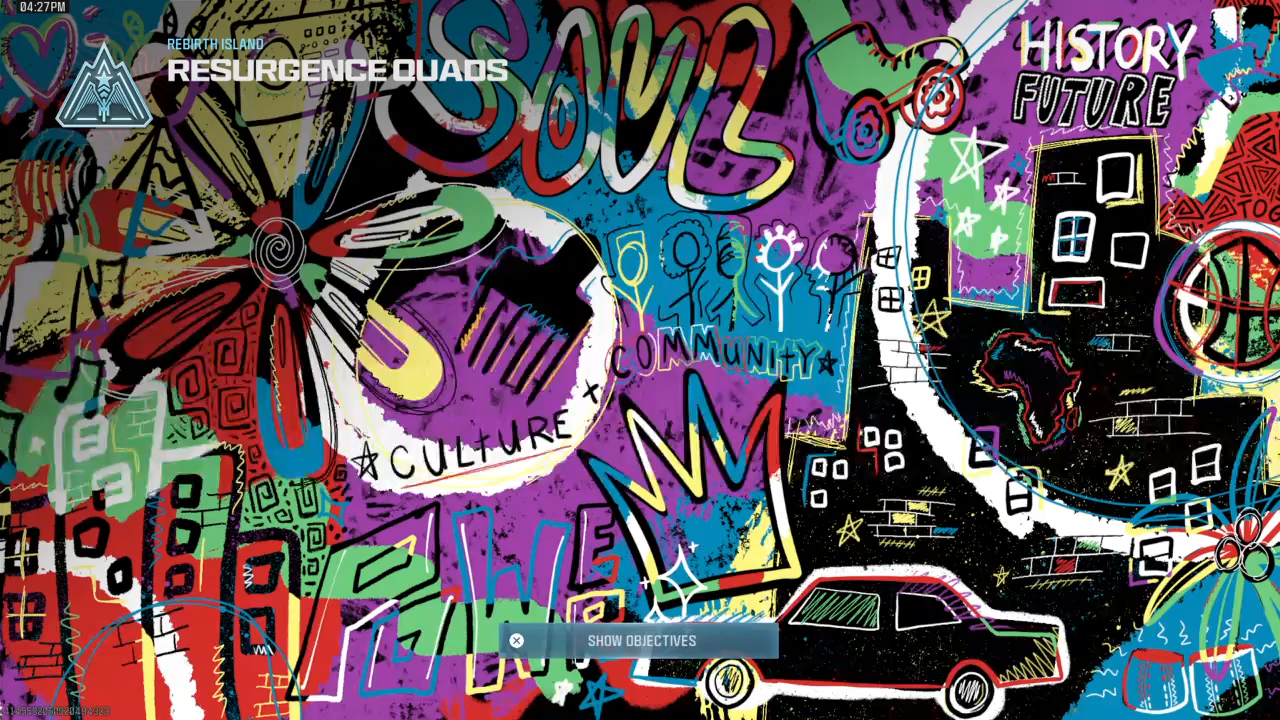 04:27PM
REBIRTH ISLAND
RESURGENCE QUADS
SOUL
HISTORY
FUTURE
COMMUNITY
CULTURE
SHOW OBJECTIVES